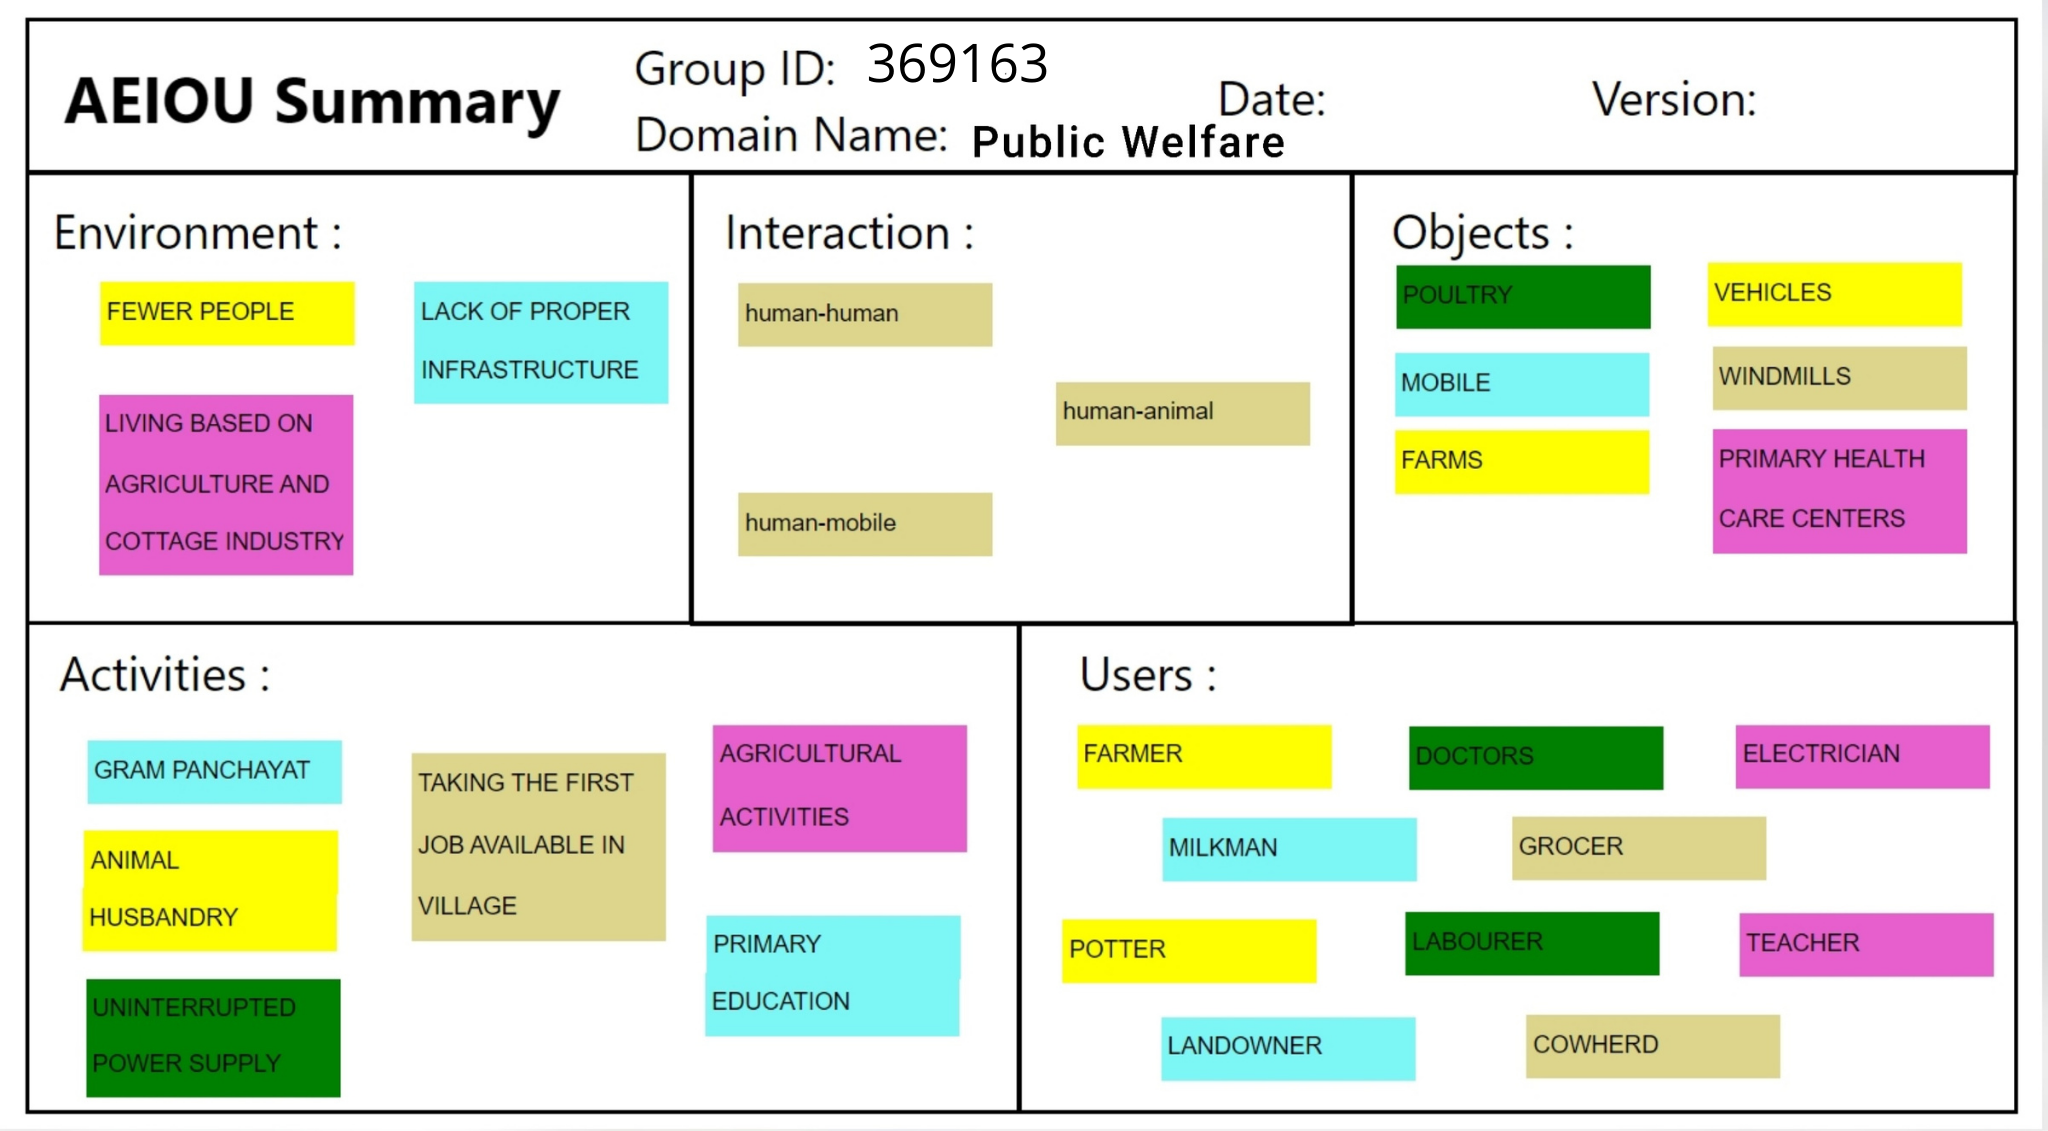 AEIOU Summary
Group ID: 369163
Domain Name: Public Welfare
Date:
Version:
Environment :
FEWER PEOPLE
LACK OF PROPER
INFRASTRUCTURE
LIVING BASED ON
AGRICULTURE AND
COTTAGE INDUSTRY
Interaction :
human-human
human-animal
human-mobile
Objects :
POULTRY
VEHICLES
MOBILE
WINDMILLS
FARMS
PRIMARY HEALTH
CARE CENTERS
Activities :
GRAM PANCHAYAT
ANIMAL
HUSBANDRY
UNINTERRUPTED
POWER SUPPLY
TAKING THE FIRST
JOB AVAILABLE IN
VILLAGE
AGRICULTURAL
ACTIVITIES
PRIMARY
EDUCATION
Users :
FARMER
DOCTORS
ELECTRICIAN
MILKMAN
GROCER
POTTER
LABOURER
TEACHER
LANDOWNER
COWHERD